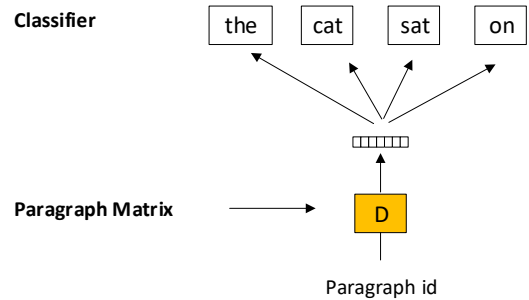 Classifier
the cat sat on
Paragraph Matrix
D
Paragraph id